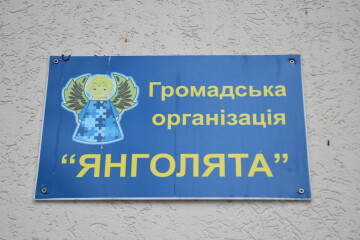 Громадська
організація
“ЯНГОЛЯТА”